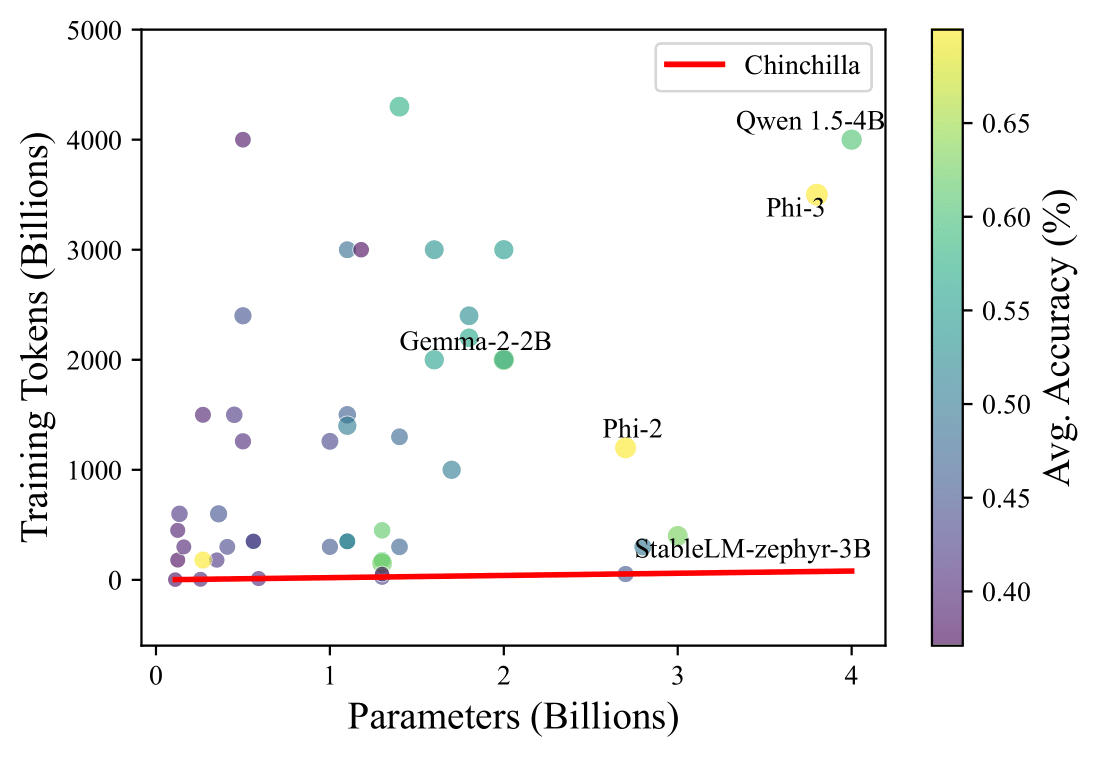 5000
4000
3000
2000
1000
0
Training Tokens (Billions)
Chinchilla
Qwen 1.5-4B
Phi-3
Gemma-2-2B
Phi-2
StableLM-zephyr-3B
0 1 2 3 4
Parameters (Billions)
0.65
0.60
0.55
0.50
0.45
0.40
Avg. Accuracy (%)